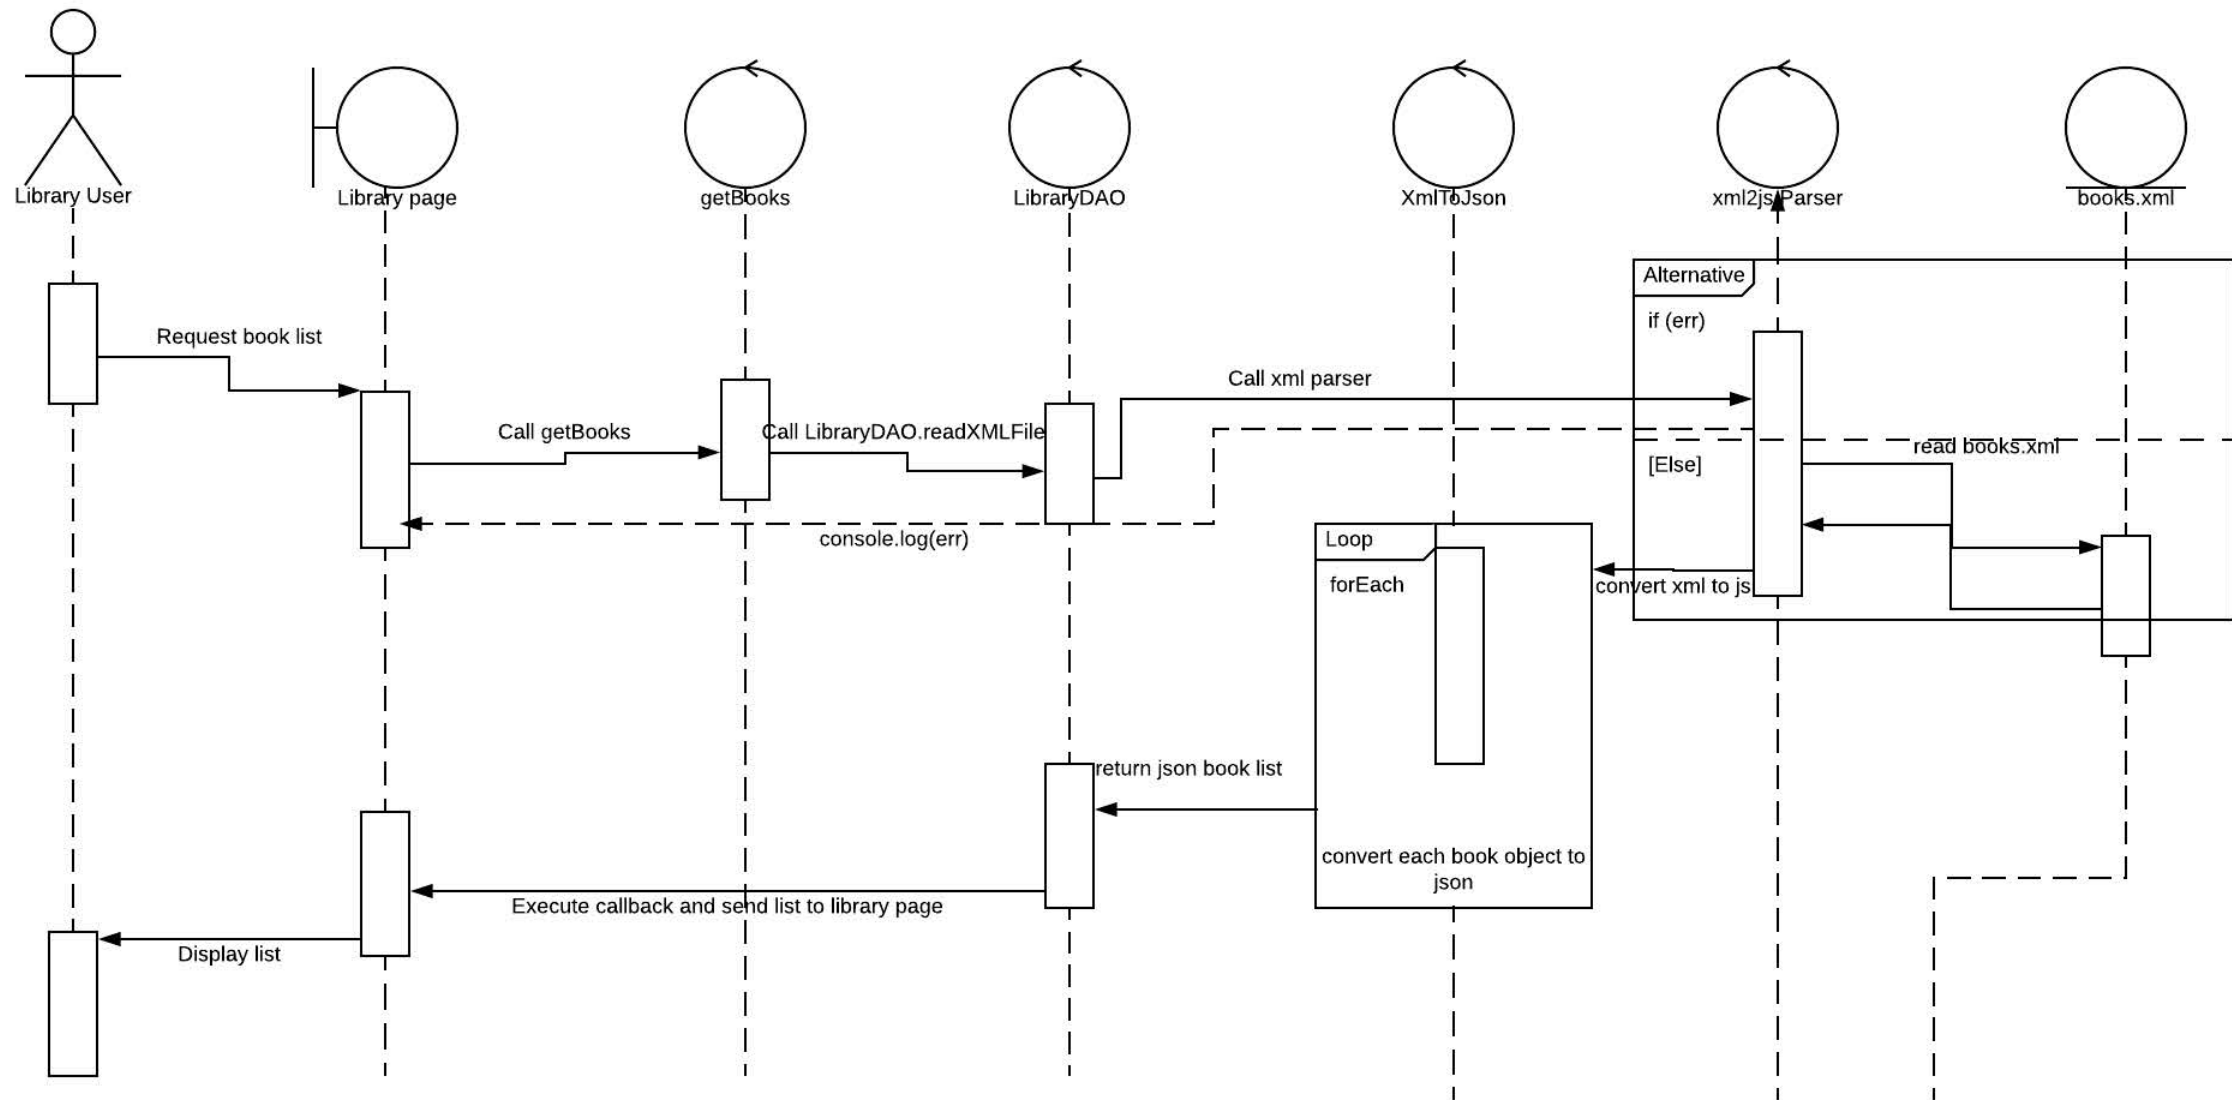 Library User
Library page
getBooks
LibraryDAO
XmlToJson
xml2js Parser
books.xml
Alternative
if (err)
Request book list
Call xml parser
Call getBooks
Call LibraryDAO.readXMLFile
read books.xml
[Else]
console.log(err)
Loop
forEach
convert xml to js
return json book list
convert each book object to
json
Execute callback and send list to library page
Display list